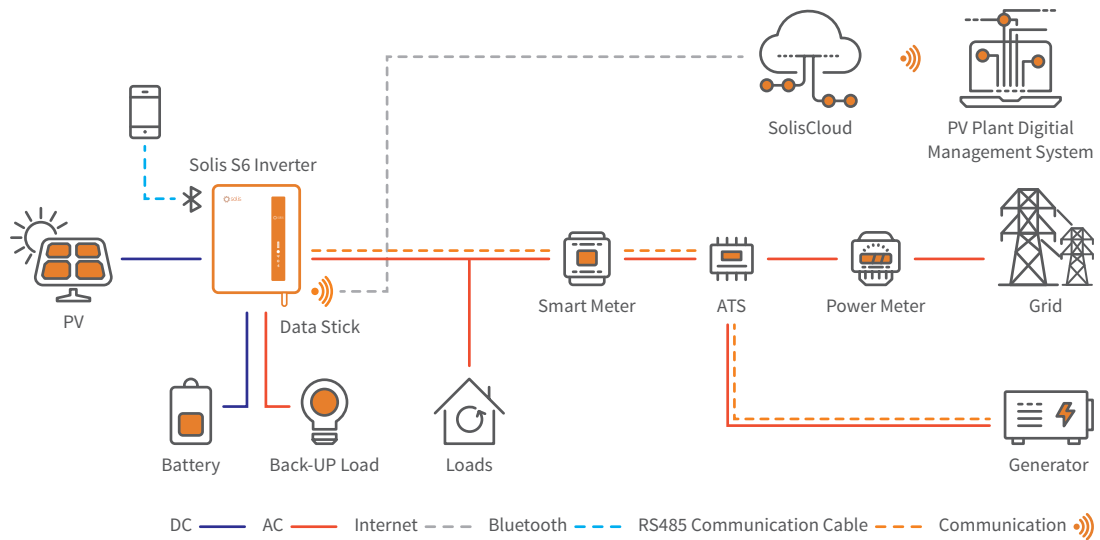 SolisCloud
PV Plant Digitial
Management System
Solis S6 Inverter
solis
PV
Data Stick
Smart Meter
ATS
Power Meter
Grid
Battery
Back-UP Load
Loads
Generator
DC
AC
Internet
Bluetooth
RS485 Communication Cable
Communication